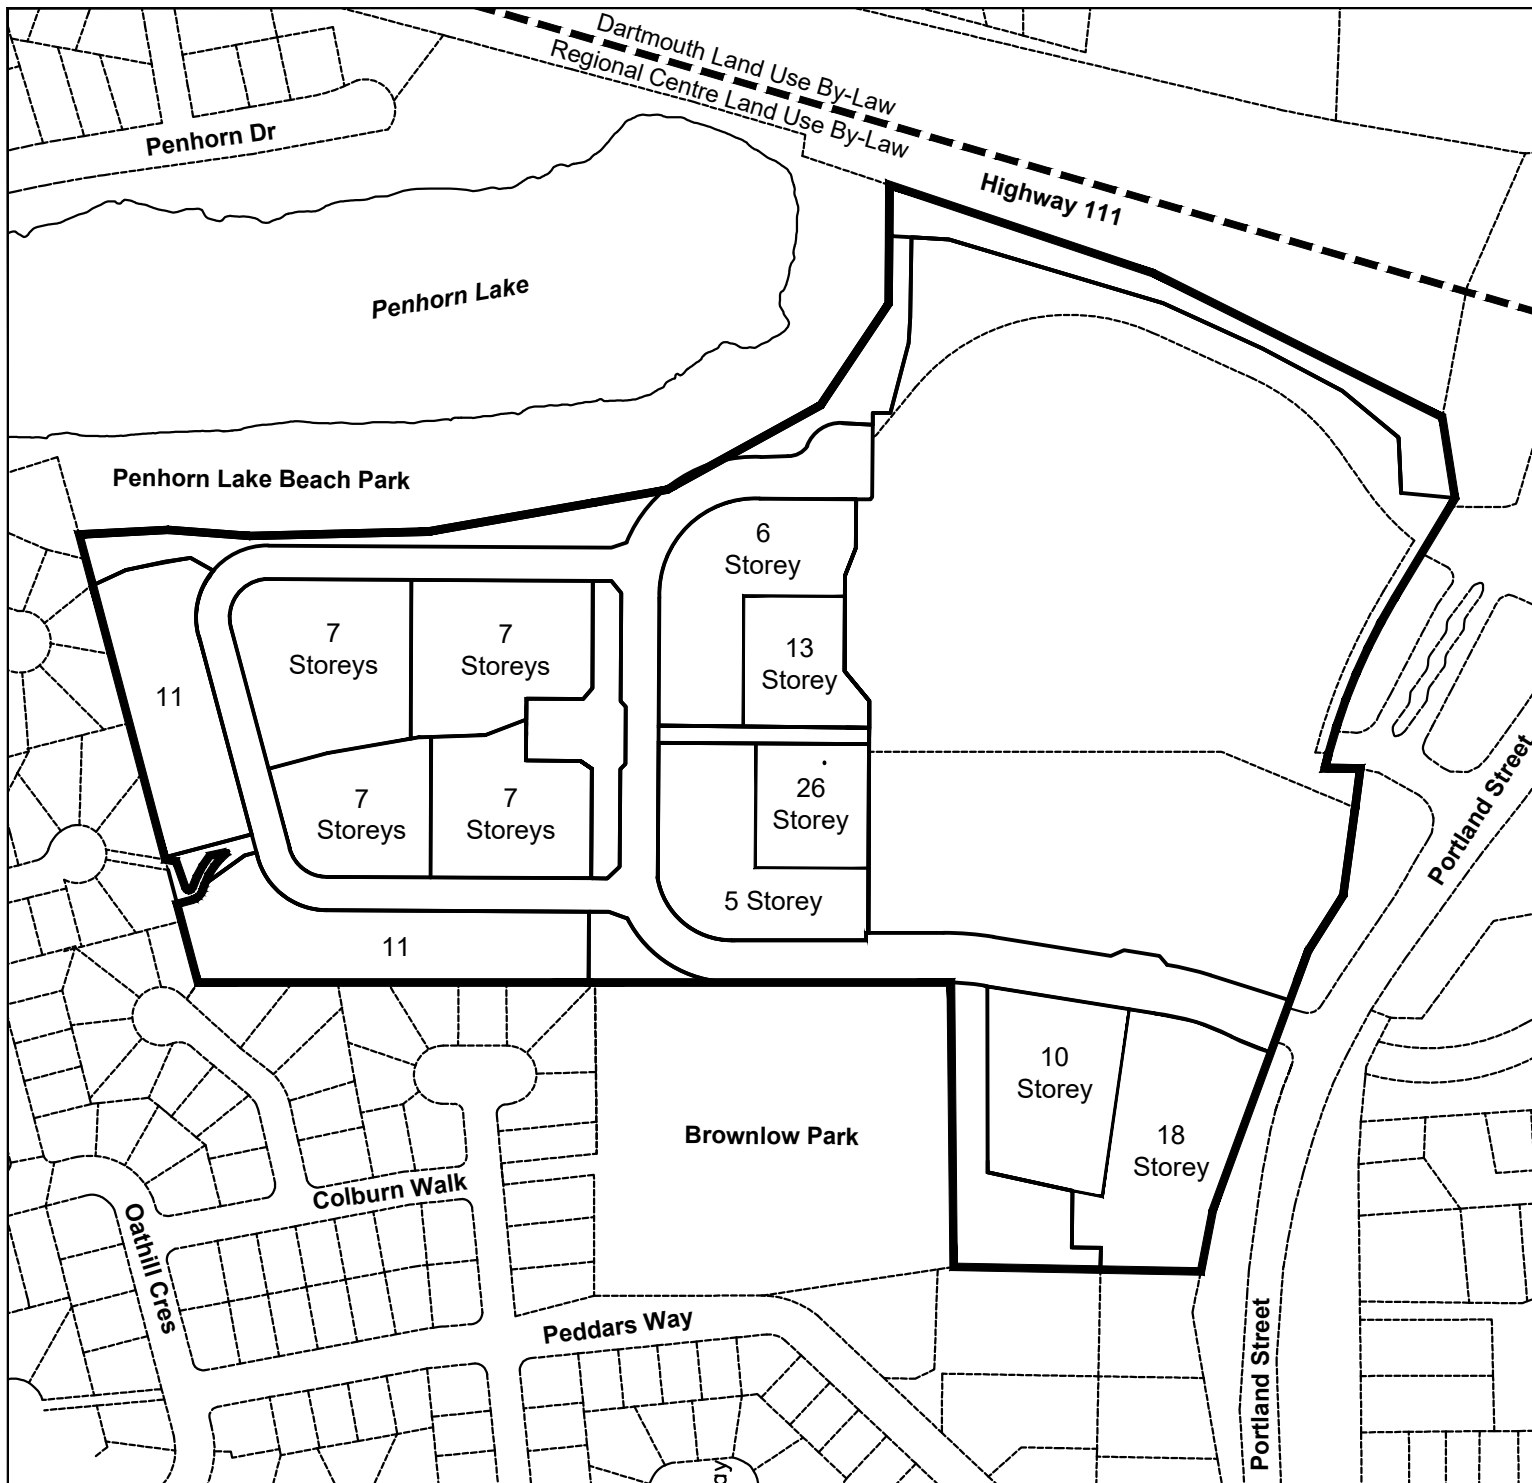 Dartmouth Land Use By-Law
Regional Centre Land Use By-Law
Penhorn Dr
Highway 111
Penhorn Lake
Penhorn Lake Beach Park
6
Storey
7
Storeys
7
Storeys
13
Storey
11
7
Storeys
7
Storeys
26
Storey
Portland Street
5 Storey
11
10
Storey
18
Storey
Brownlow Park
Colburn Walk
Oathill Cres
Peddars Way
Portland Street